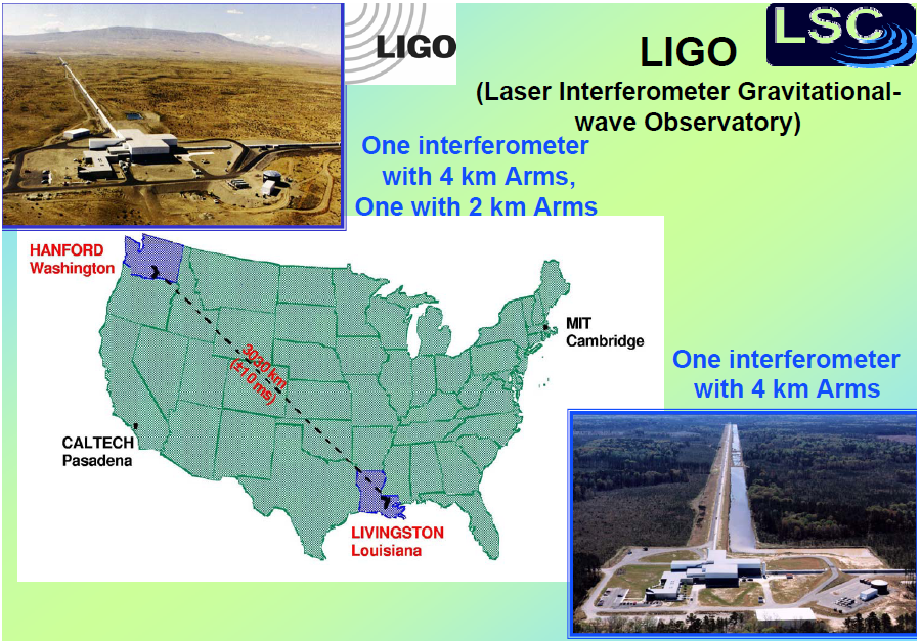 LIGO
LSC
LIGO
(Laser Interferometer Gravitational-
wave Observatory)
One interferometer
with 4 km Arms,
One with 2 km Arms
HANFORD
Washington
3030 km
(±10 ms)
MIT
Cambridge
CALTECH
Pasadena
LIVINGSTON
Louisiana
One interferometer
with 4 km Arms